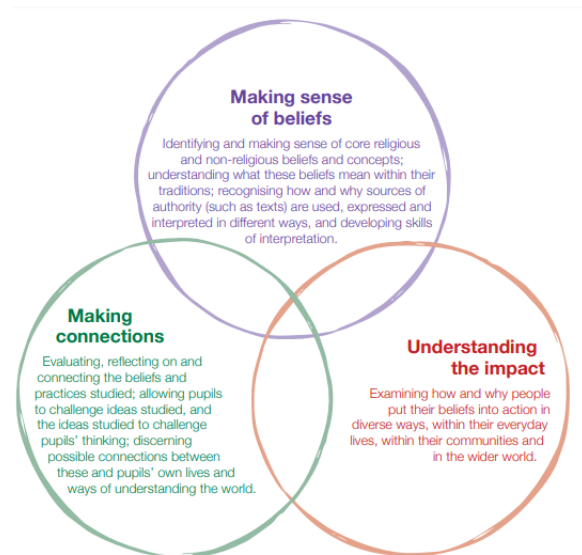 Making sense
of beliefs
Identifying and making sense of core religious
and non-religious beliefs and concepts;
understanding what these beliefs mean within their
traditions; recognising how and why sources of
authority (such as texts) are used, expressed and
interpreted in different ways, and developing skills
of interpretation.
Making
connections
Evaluating, reflecting on and
connecting the beliefs and
practices studied; allowing pupils
to challenge ideas studied, and
the ideas studied to challenge
pupils’ thinking; discerning
possible connections between
these and pupils’ own lives and
ways of understanding the world.
Understanding
the impact
Examining how and why people
put their beliefs into action in
diverse ways, within their everyday
lives, within their communities and
in the wider world.